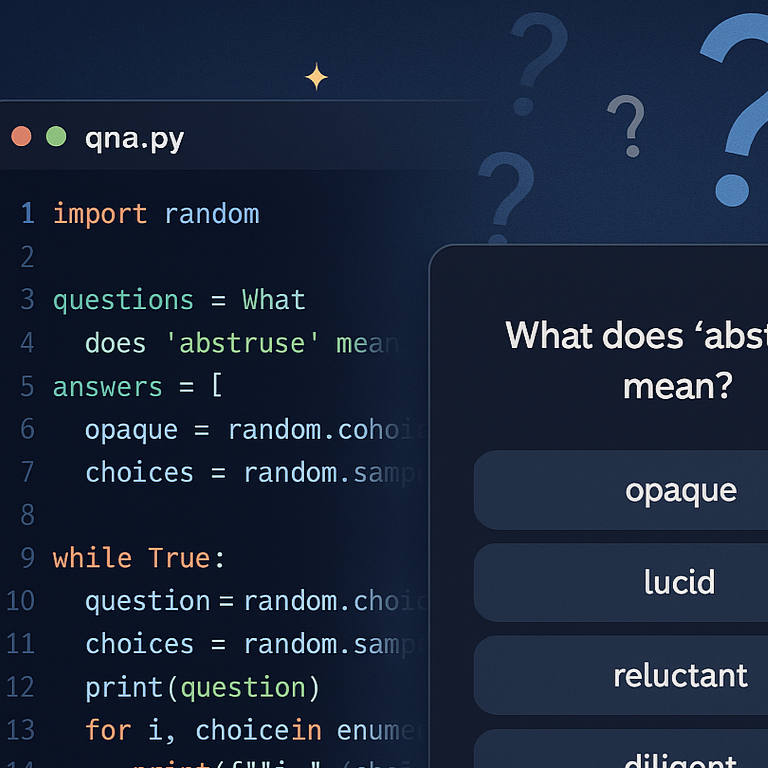 qna.py
1 import random
2
3 questions = What
4 does 'abstruse' mean
5 answers = [
6 opaque = random.cohoi
7 choices = random.samp
8
9 while True:
10 question = random.choic
11 choices = random.samp
12 print(question)
13 for i, choicein enume
What does ‘abst
mean?
opaque
lucid
reluctant
diligent